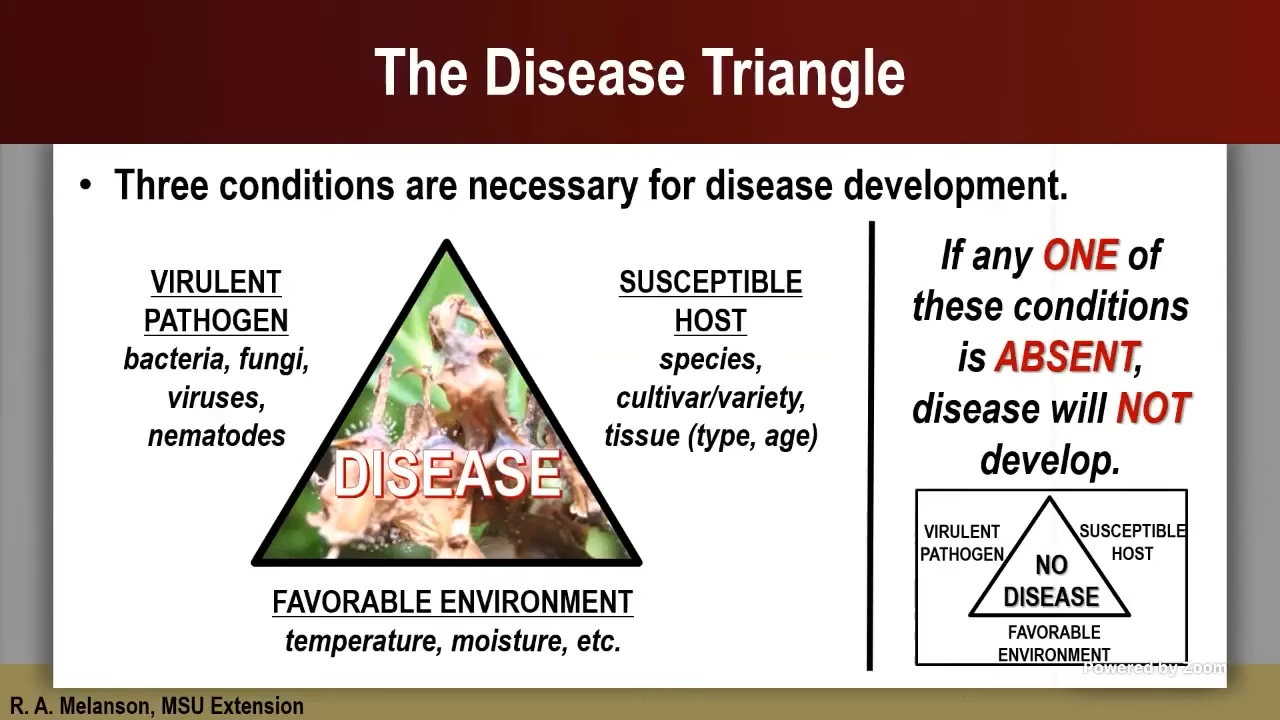 The Disease Triangle
• Three conditions are necessary for disease development.
VIRULENT
PATHOGEN
bacteria, fungi,
viruses,
nematodes
SUSCEPTIBLE
HOST
species,
cultivar/variety,
tissue (type, age)
DISEASE
FAVORABLE ENVIRONMENT
temperature, moisture, etc.
If any ONE of
these conditions
is ABSENT,
disease will NOT
develop.
VIRULENT
PATHOGEN
SUSCEPTIBLE
HOST
NO
DISEASE
FAVORABLE
ENVIRONMENT
Powered by Zoom
R. A. Melanson, MSU Extension